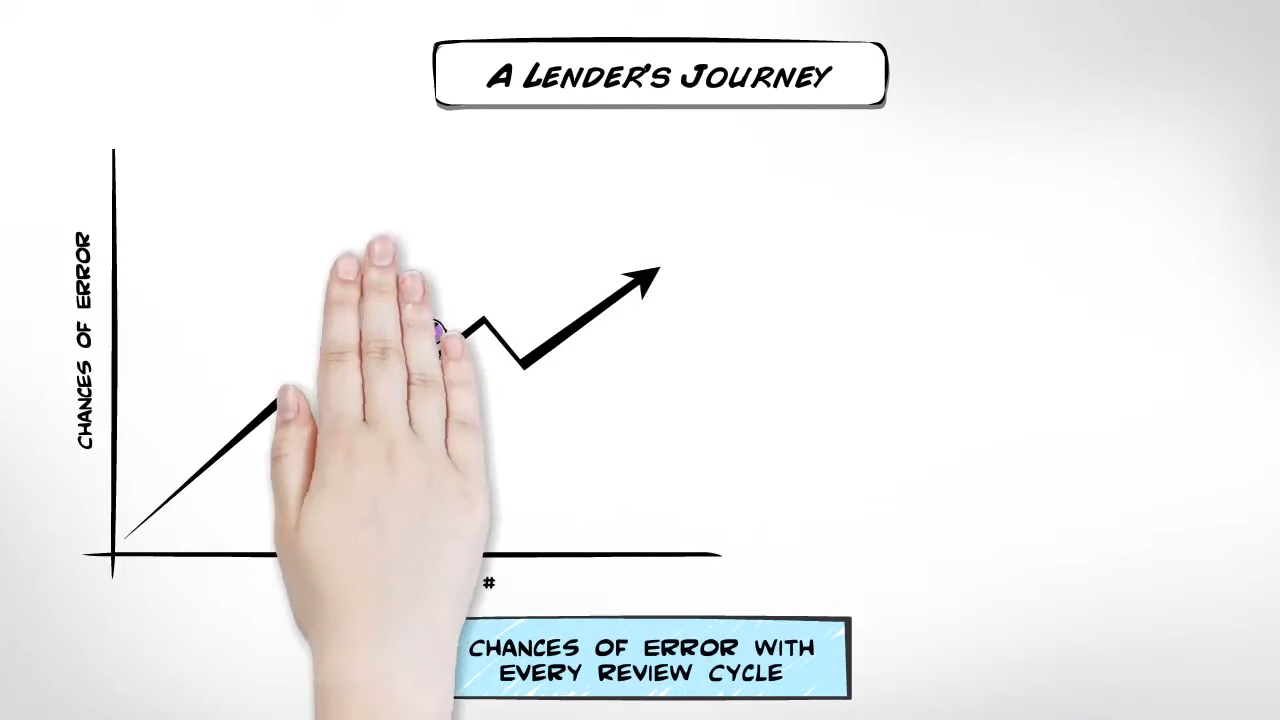 A LENDER'S JOURNEY
CHANCES OF ERROR
#
CHANCES OF ERROR WITH
EVERY REVIEW CYCLE